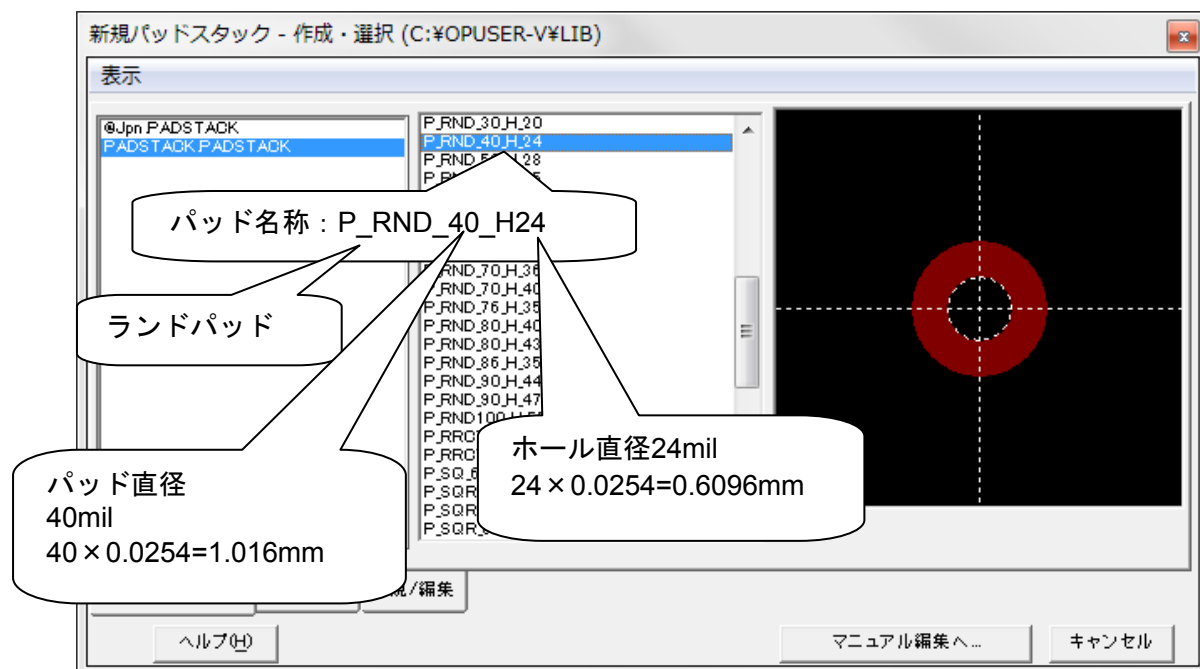 新規パッドスタック - 作成・選択 (C:¥OPUSER-V¥LIB)
表示
@Jpn PADSTACK
PADSTACK PADSTACK
P_RND_30_H_20
P_RND_40_H_24
パッド名称：P_RND_40_H24
ランドパッド
P_RND_70_H_36
P_RND_70_H_40
P_RND_76_H_35
P_RND_80_H_40
P_RND_80_H_43
P_RND_86_H_35
P_RND_90_H_44
P_RND_90_H_47
ホール直径24mil
24×0.0254=0.6096mm
パッド直径
40mil
40×0.0254=1.016mm
/編集
ヘルプ(H)
マニュアル編集へ...
キャンセル